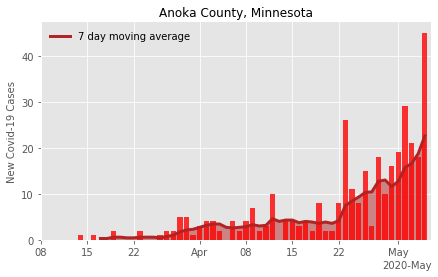 Anoka County, Minnesota
7 day moving average
New Covid-19 Cases
40
30
20
10
0
08
15
22
Apr
08
15
22
May
2020-May